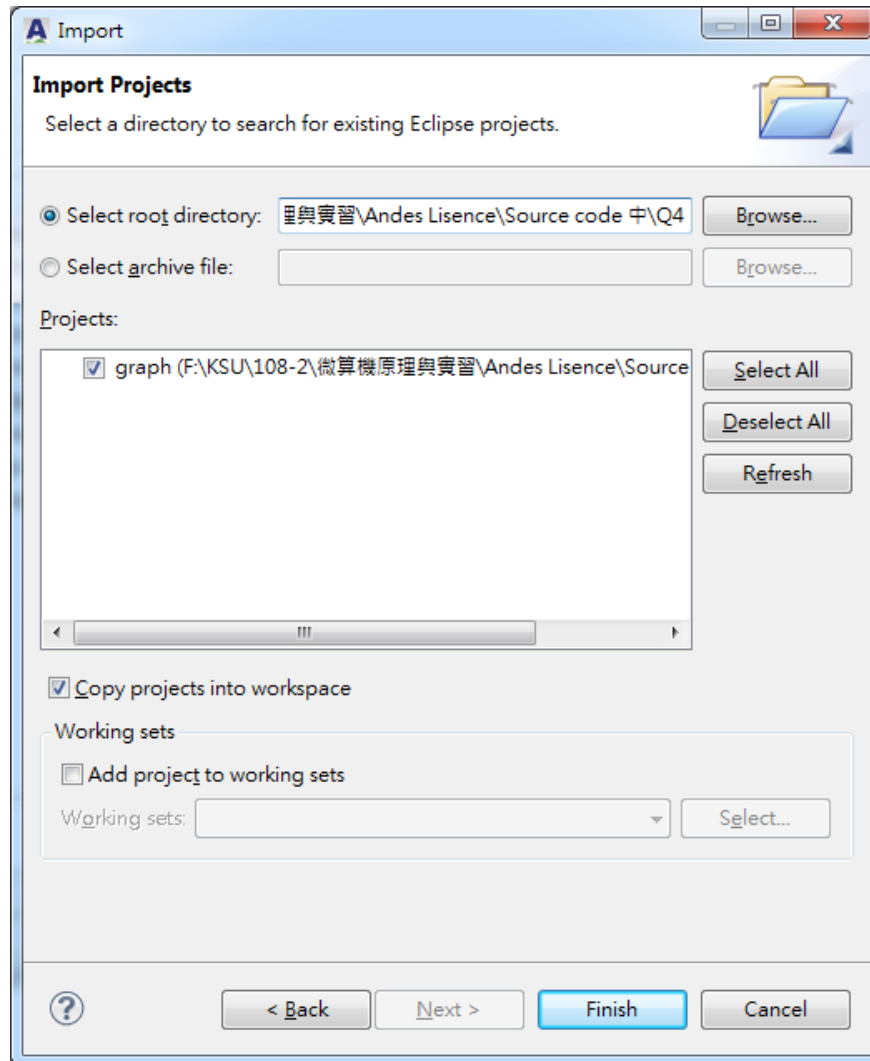 Import
Import Projects
Select a directory to search for existing Eclipse projects.
Select root directory: 理與實習\Andes Lisence\Source code 中\Q4 Browse...
Select archive file: Browse...
Projects:
graph (F:\KSU\108-2\微算機原理與實習\Andes Lisence\Source
Select All
Deselect All
Refresh
Copy projects into workspace
Working sets
Add project to working sets
Working sets: Select...
< Back Next > Finish Cancel